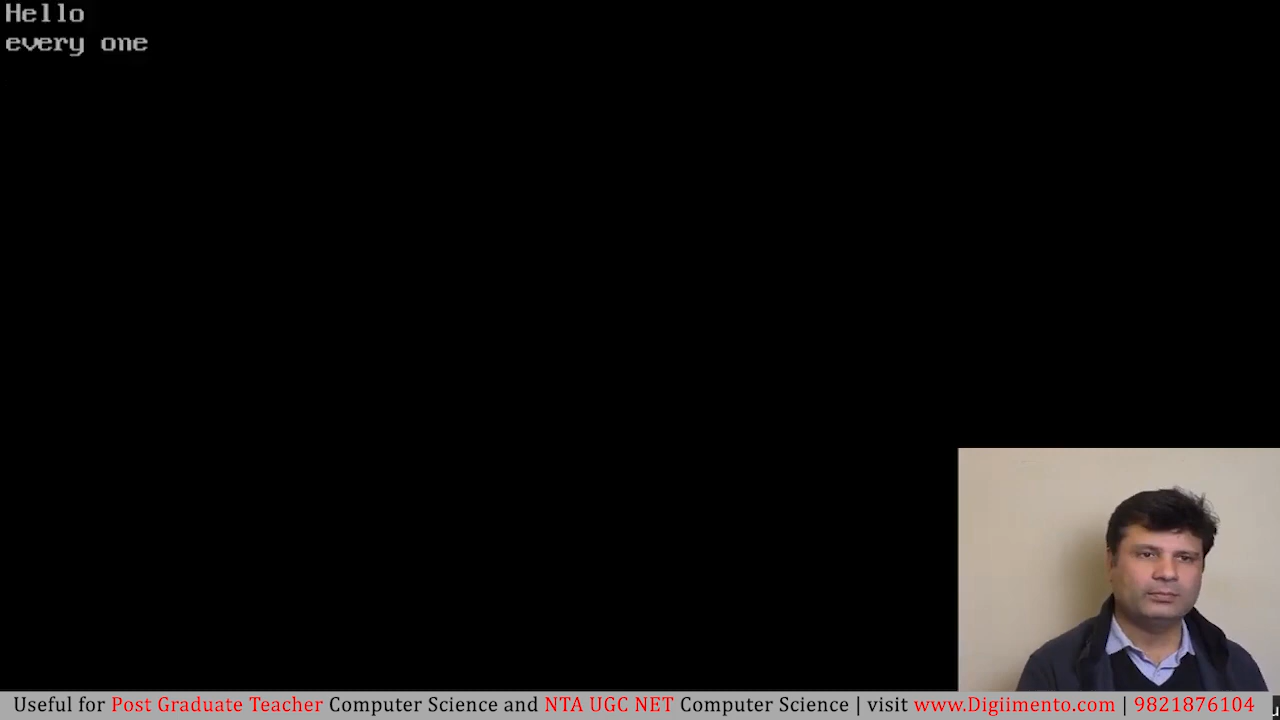 Hello
every one
Useful for Post Graduate Teacher Computer Science and NTA UGC NET Computer Science | visit www.Digiimento.com | 9821876104